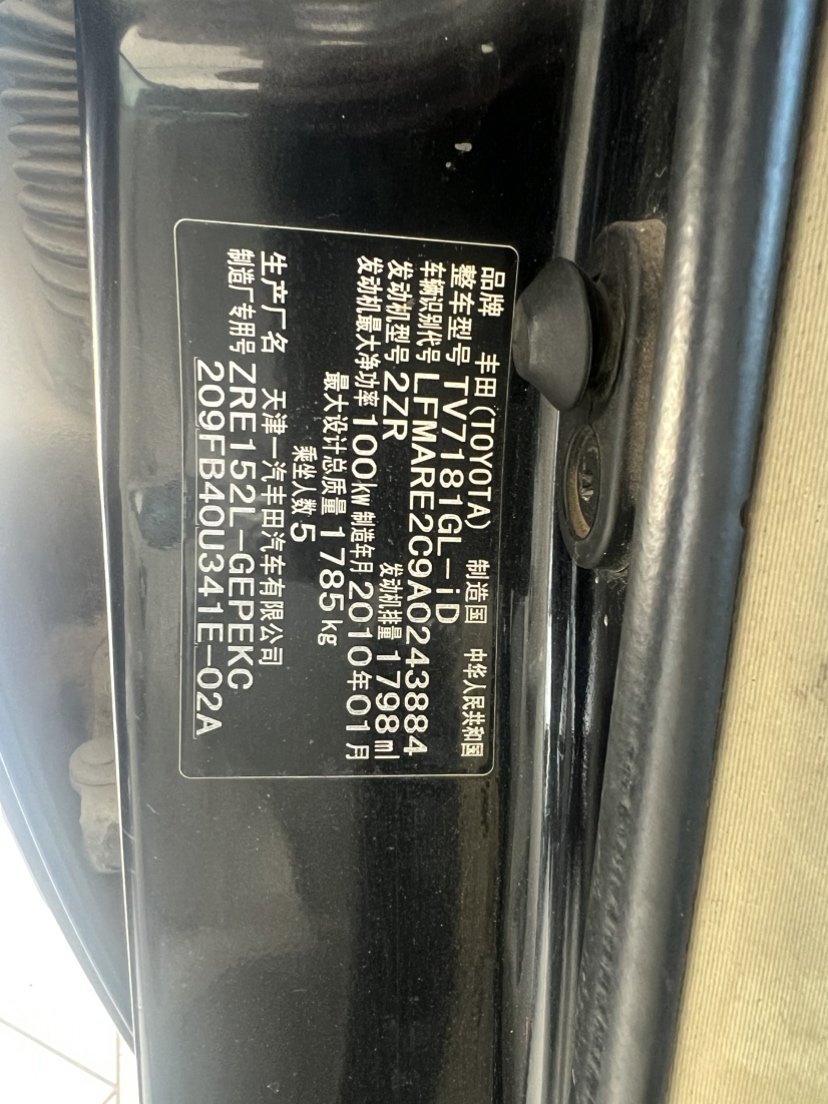 品牌 丰田(TOYOTA) 制造国 中华人民共和国
整车型号 TV7181GL-iD
车辆识别代号 LFMARE2C9A0243884
发动机型号 2ZR 发动机排量 1798ml
发动机最大净功率 100kW 制造年月 2010年01月
最大设计总质量 1785kg
乘坐人数 5
生产厂名 天津一汽丰田汽车有限公司
制造厂专用号 ZRE152L-GEPEKC
209FB40U341E-02A